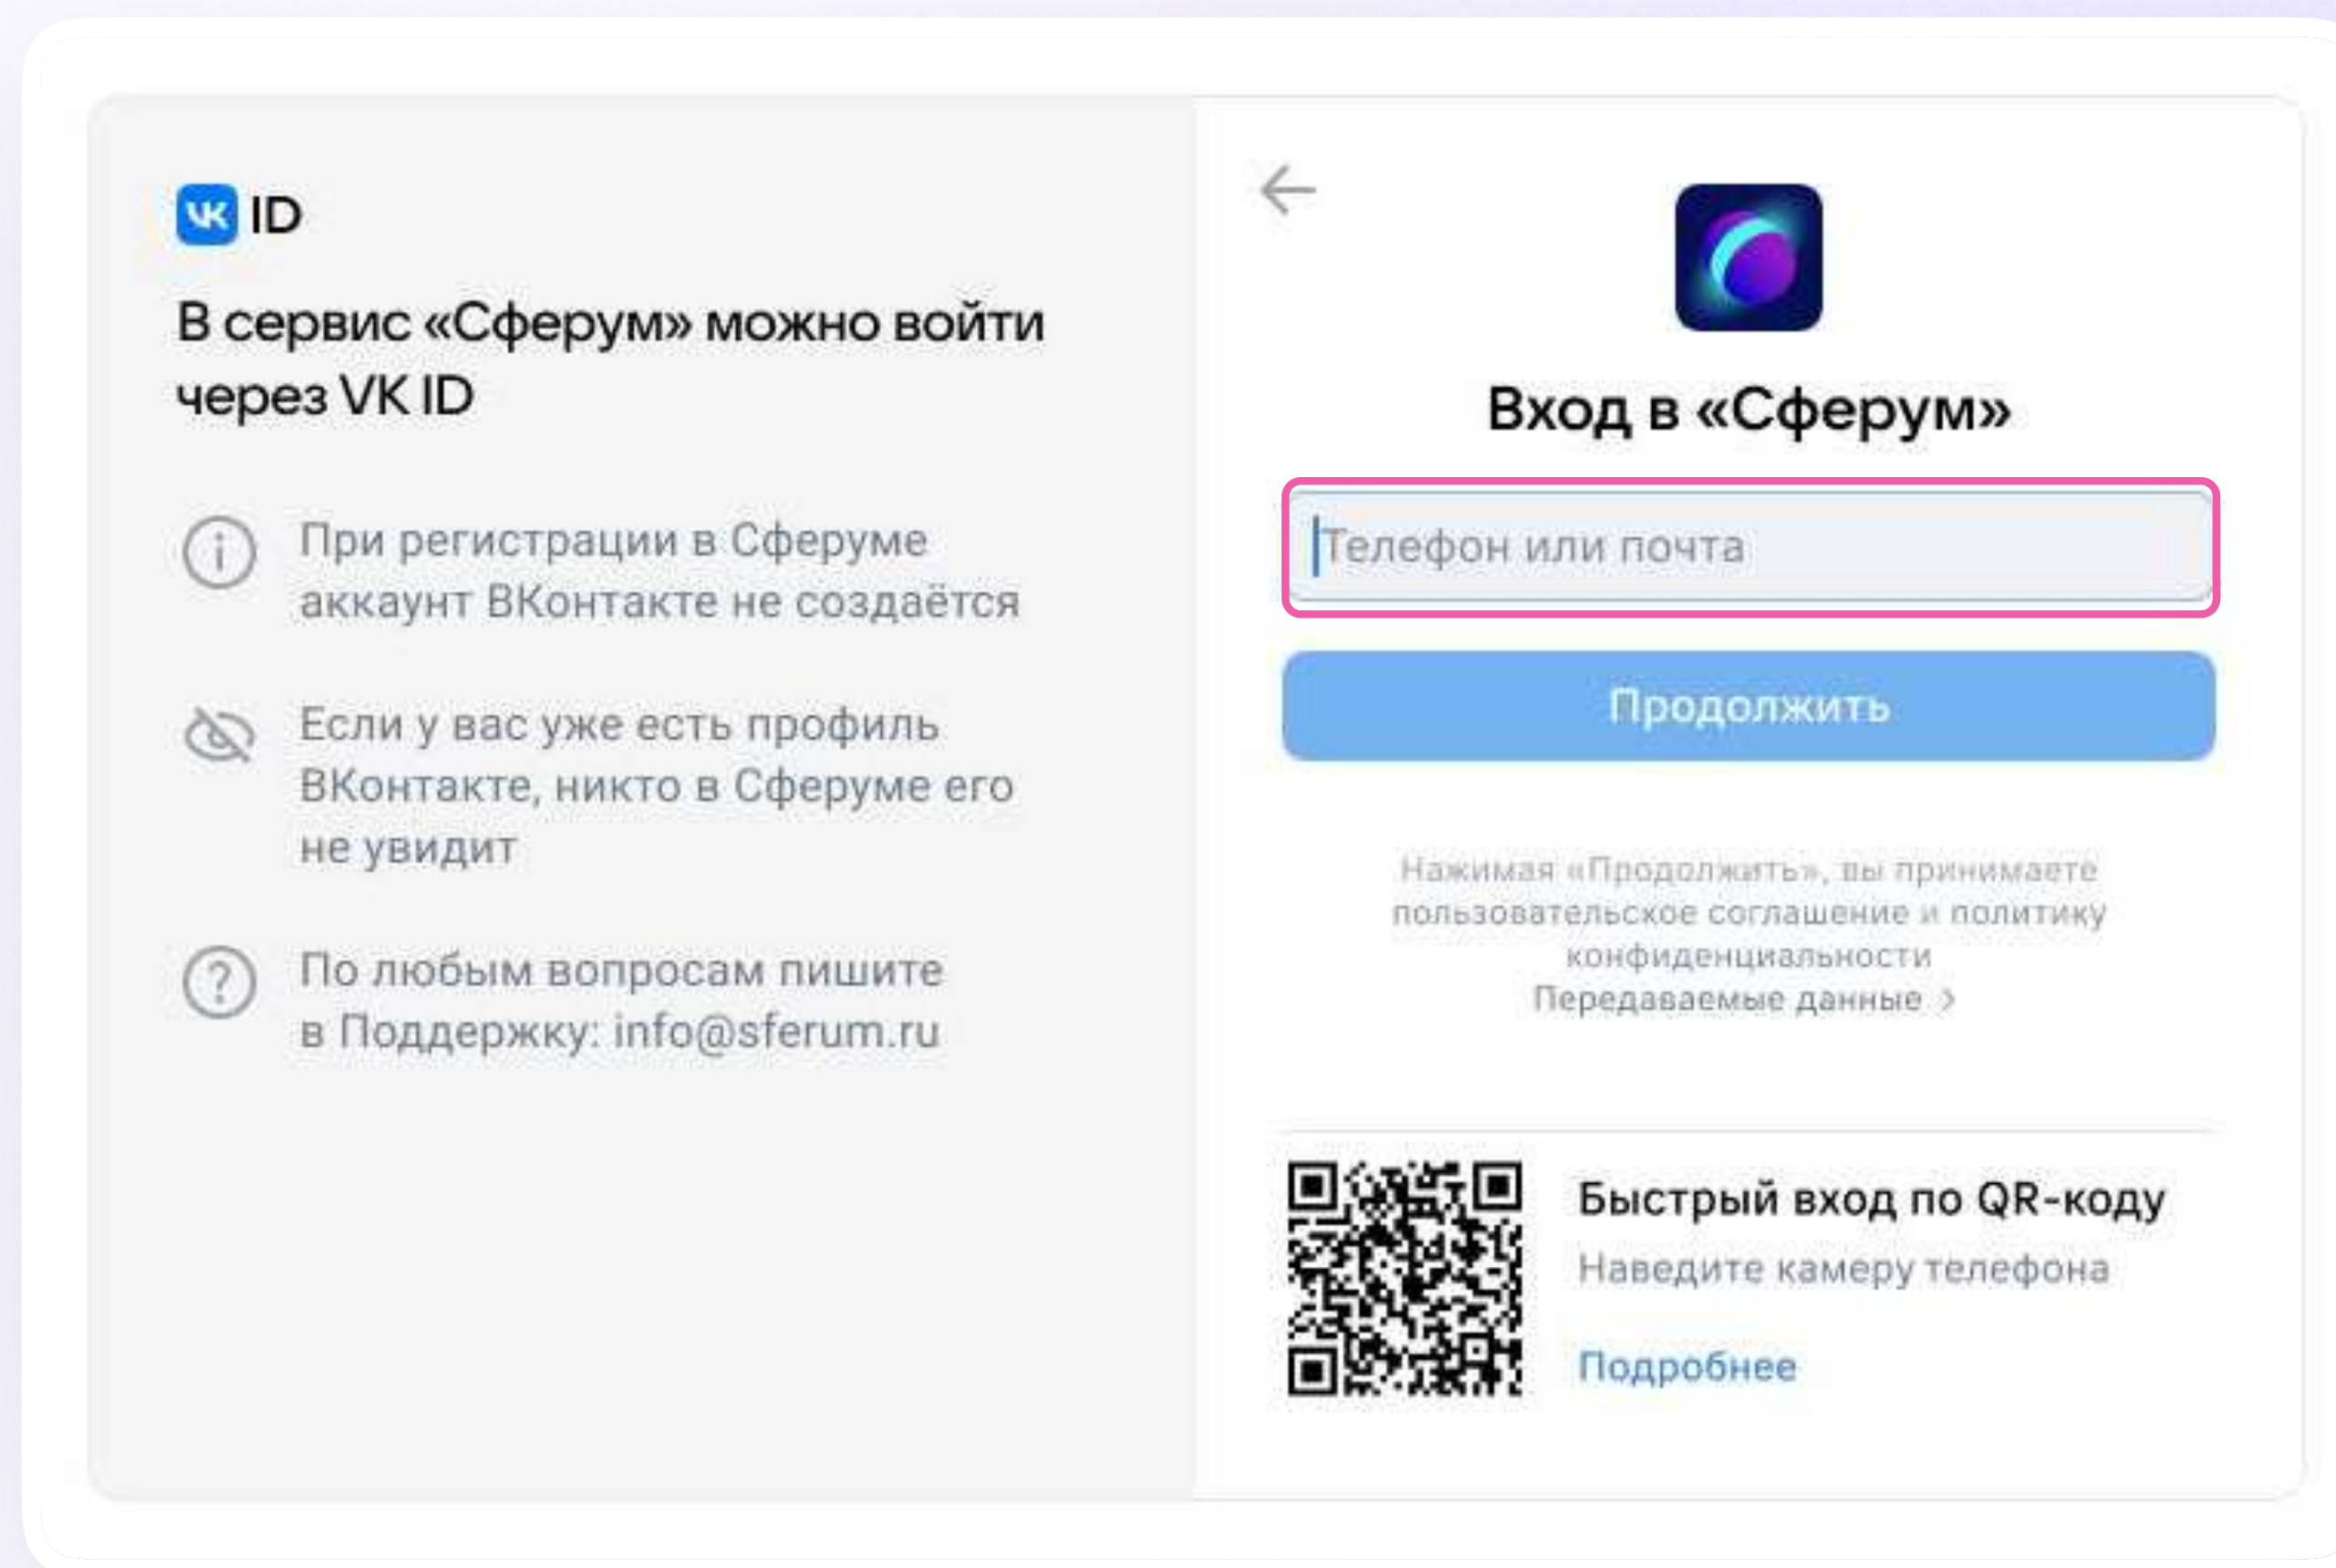 VK ID
В сервис «Сферум» можно войти
через VK ID
При регистрации в Сферуме
аккаунт ВКонтакте не создаётся
Если у вас уже есть профиль
ВКонтакте, никто в Сферуме его
не увидит
По любым вопросам пишите
в Поддержку: info@sferum.ru
Вход в «Сферум»
Телефон или почта
Продолжить
Нажимая «Продолжить», вы принимаете
пользовательское соглашение и политику
конфиденциальности
Передаваемые данные >
Быстрый вход по QR-коду
Наведите камеру телефона
Подробнее